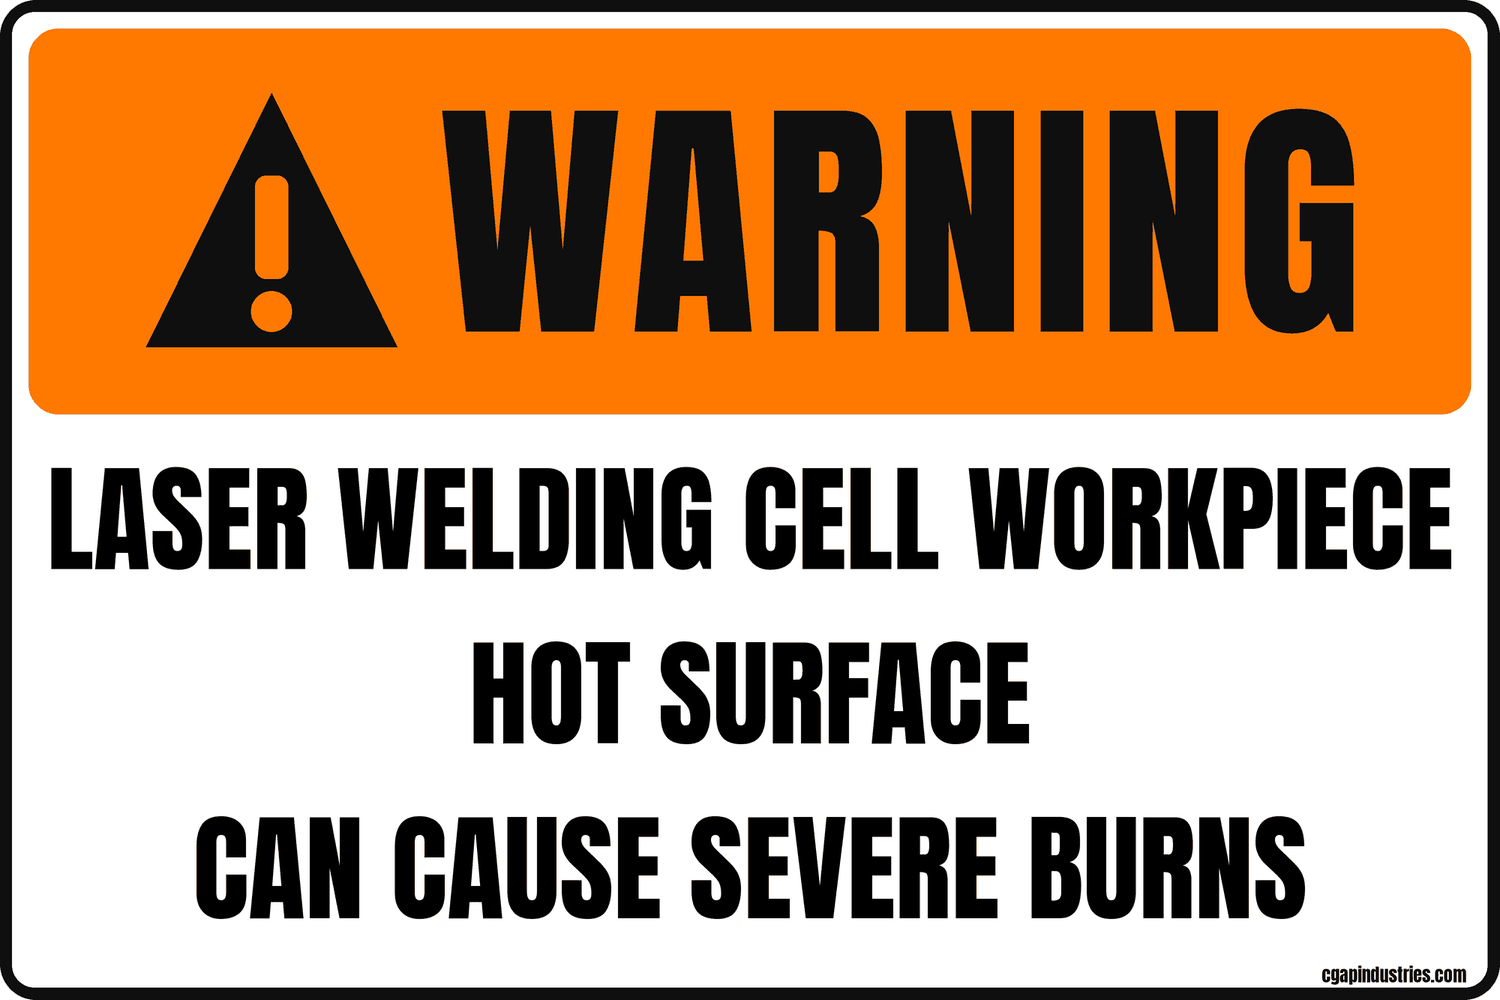 WARNING
LASER WELDING CELL WORKPIECE
HOT SURFACE
CAN CAUSE SEVERE BURNS
cgapindustries.com